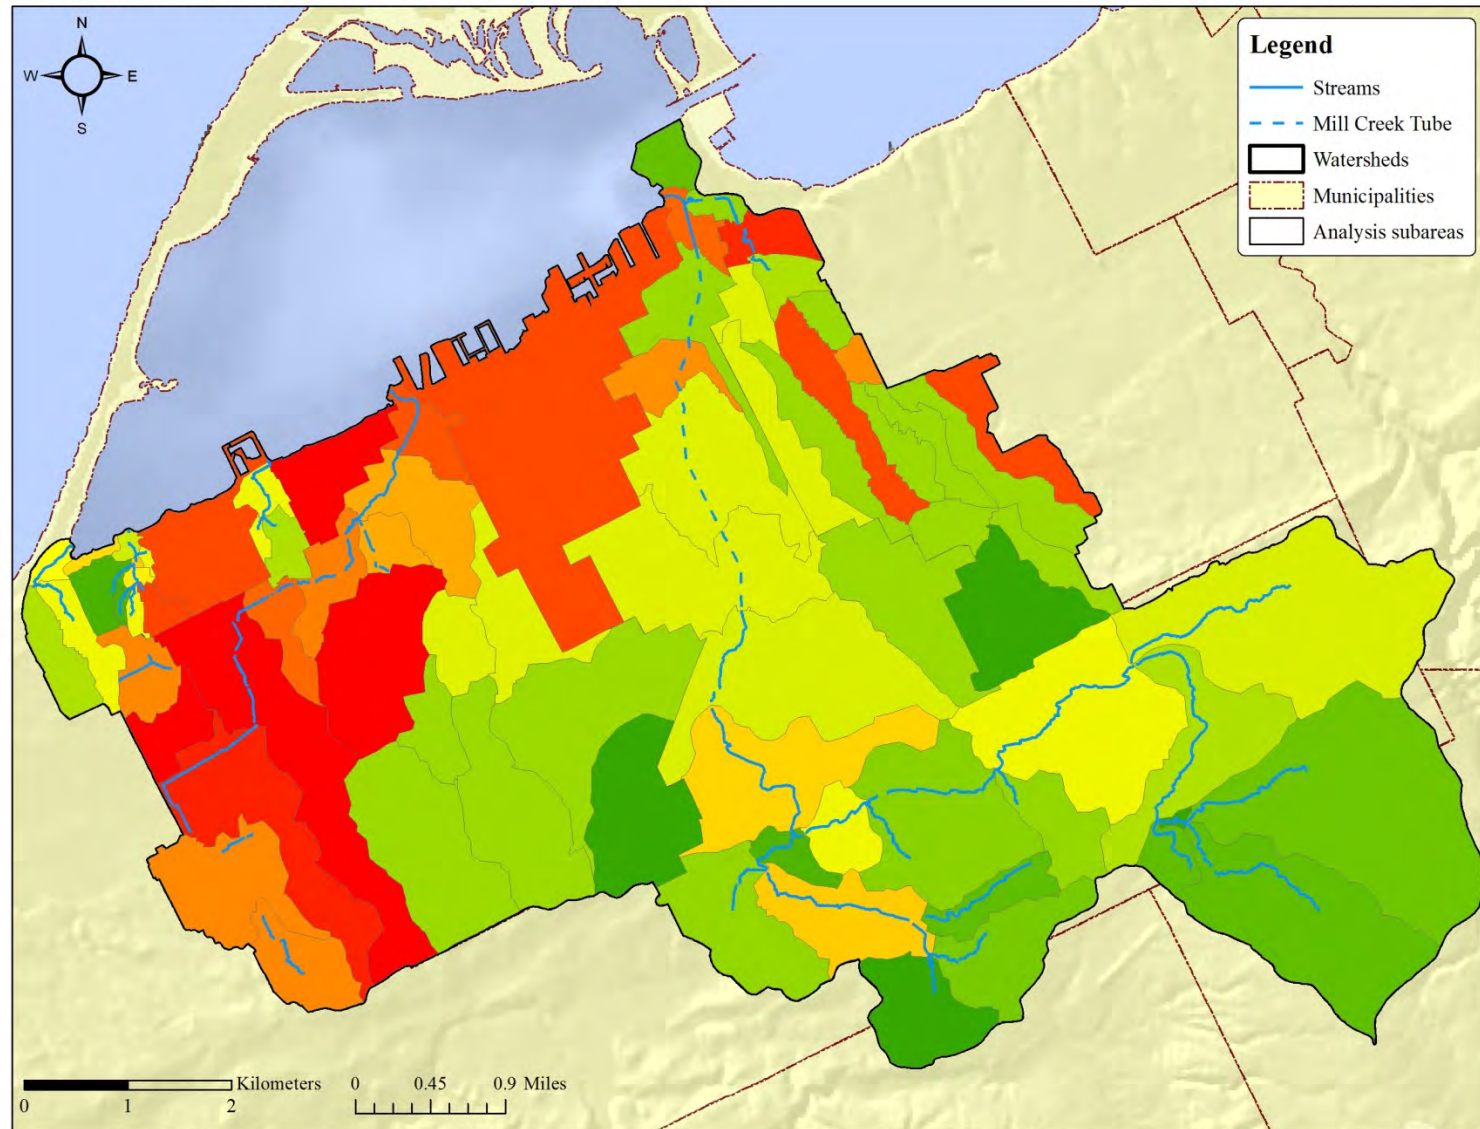 N
W E
S
Legend
Streams
Mill Creek Tube
Watersheds
Municipalities
Analysis subareas
Kilometers
0 1 2
0 0.45 0.9 Miles